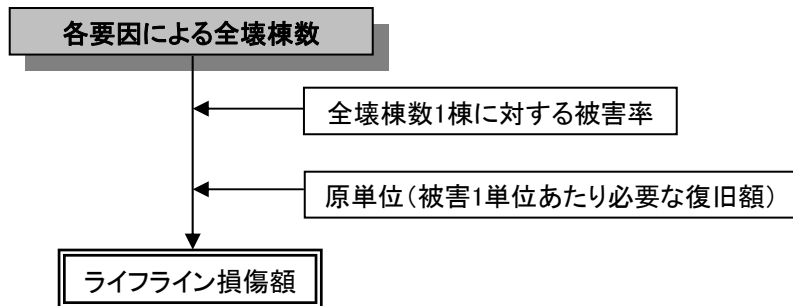 各要因による全壊棟数
全壊棟数1棟に対する被害率
原単位（被害1単位あたり必要な復旧額）
ライフライン損傷額